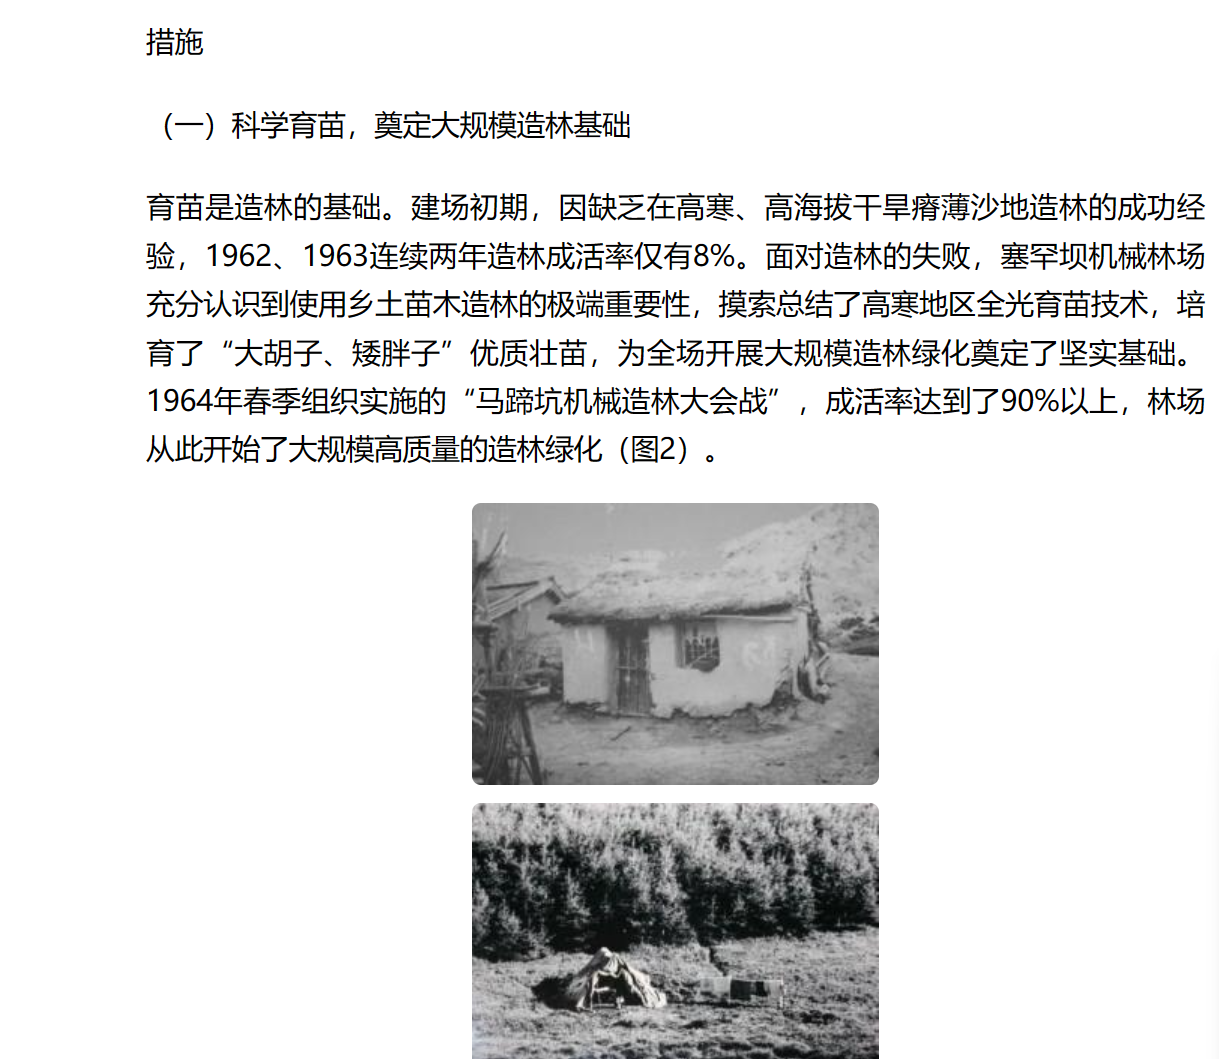 措施
（一）科学育苗，奠定大规模造林基础
育苗是造林的基础。建场初期，因缺乏在高寒、高海拔干旱瘠薄沙地造林的成功经
验，1962、1963连续两年造林成活率仅有8%。面对造林的失败，塞罕坝机械林场
充分认识到使用乡土苗木造林的极端重要性，摸索总结了高寒地区全光育苗技术，培
育了“大胡子、矮胖子”优质壮苗，为全场开展大规模造林绿化奠定了坚实基础。
1964年春季组织实施的“马蹄坑机械造林大会战”，成活率达到了90%以上，林场
从此开始了大规模高质量的造林绿化（图2）。